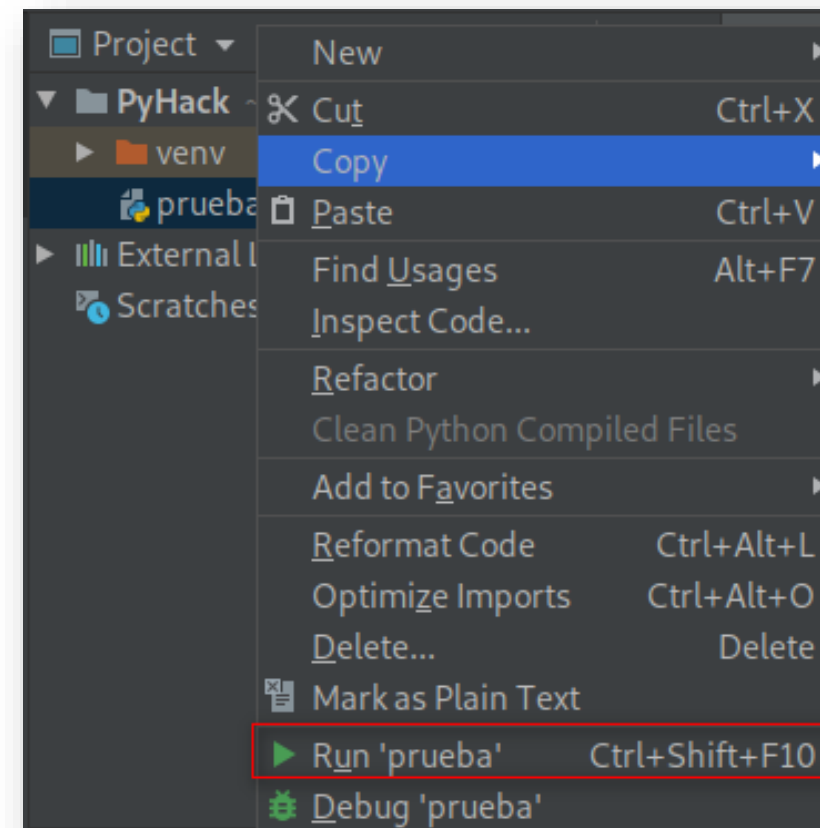 Project
New
PyHack
Cut Ctrl+X
venv
Copy
prueba
Paste Ctrl+V
External L
Find Usages Alt+F7
Scratches
Inspect Code...
Refactor
Clean Python Compiled Files
Add to Favorites
Reformat Code Ctrl+Alt+L
Optimize Imports Ctrl+Alt+O
Delete... Delete
Mark as Plain Text
Run 'prueba' Ctrl+Shift+F10
Debug 'prueba'